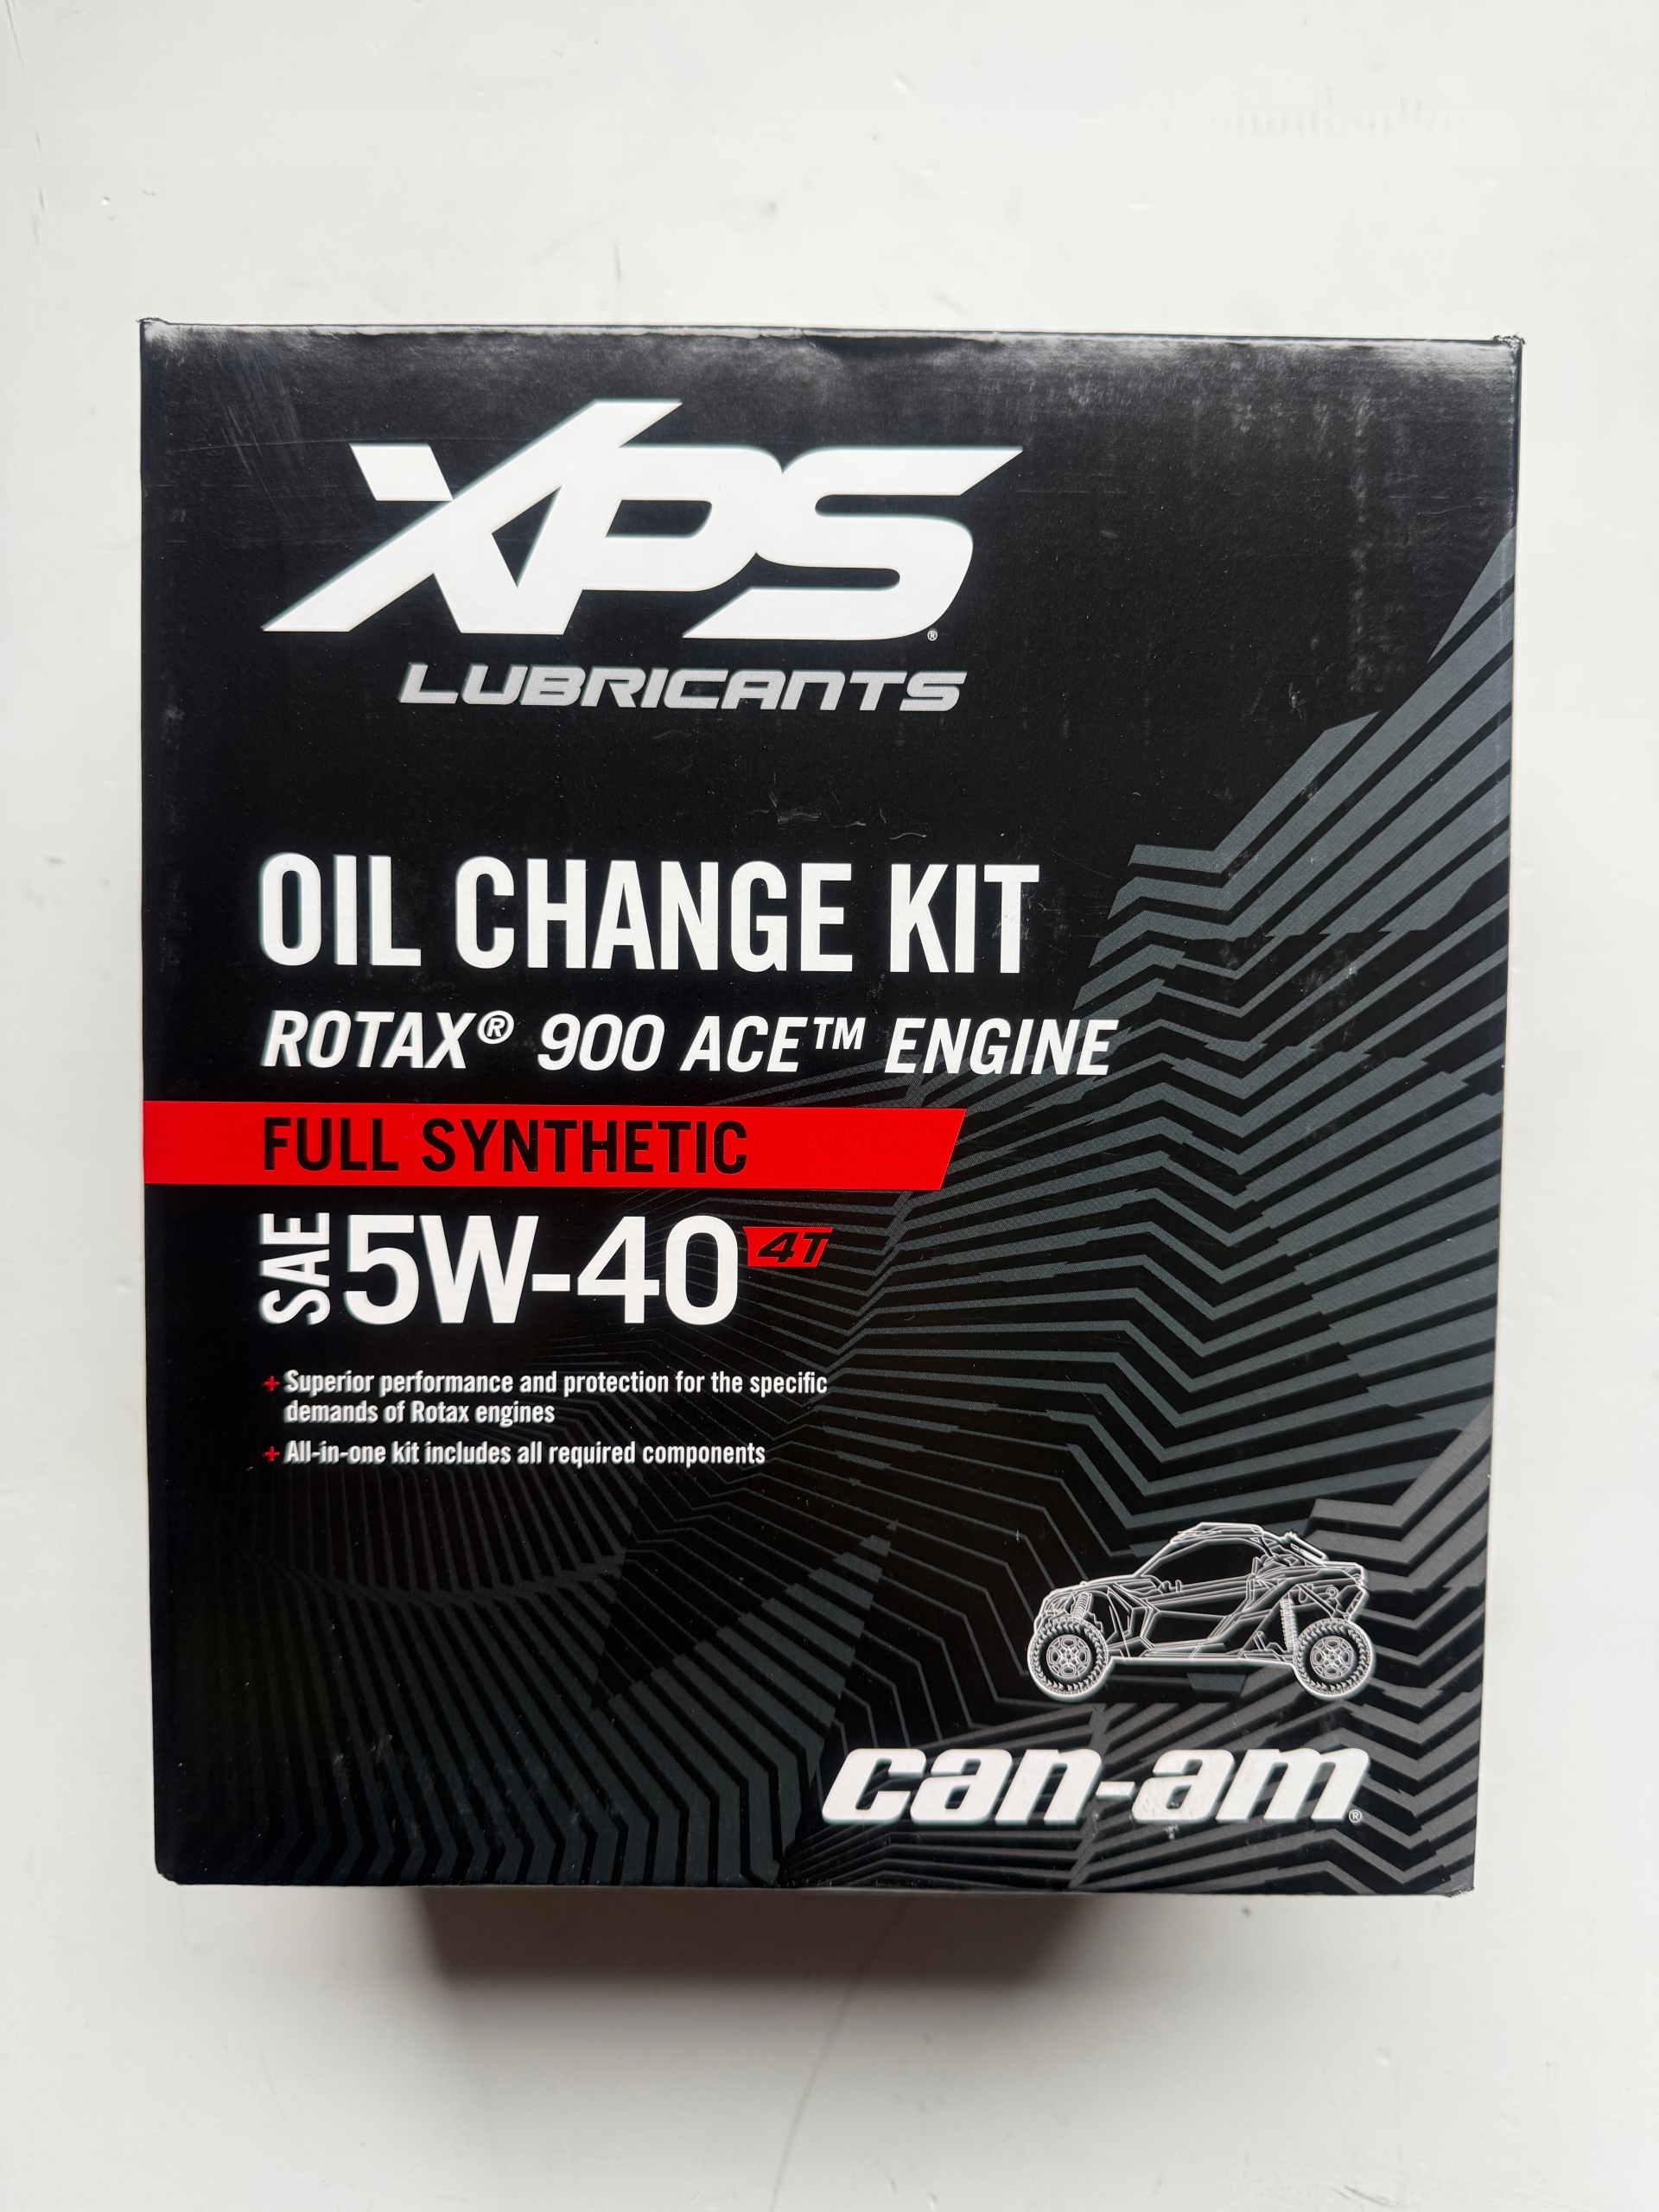 XPS®
LUBRICANTS
OIL CHANGE KIT
ROTAX® 900 ACE™ ENGINE
FULL SYNTHETIC
SAE 5W-40 4T
+ Superior performance and protection for the specific
demands of Rotax engines
+ All-in-one kit includes all required components
can-am®